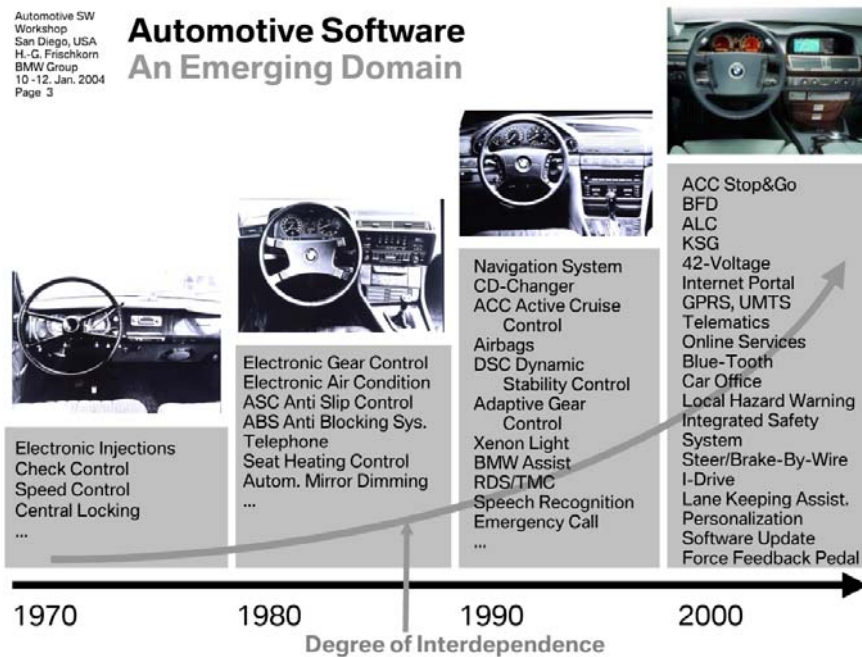 Automotive SW
Workshop
San Diego, USA
H.-G. Frischkorn
BMW Group
10 -12. Jan. 2004
Page 3
Automotive Software
An Emerging Domain
Electronic Injections
Check Control
Speed Control
Central Locking
...
Electronic Gear Control
Electronic Air Condition
ASC Anti Slip Control
ABS Anti Blocking Sys.
Telephone
Seat Heating Control
Autom. Mirror Dimming
...
Navigation System
CD-Changer
ACC Active Cruise
Control
Airbags
DSC Dynamic
Stability Control
Adaptive Gear
Control
Xenon Light
BMW Assist
RDS/TMC
Speech Recognition
Emergency Call
...
ACC Stop&Go
BFD
ALC
KSG
42-Voltage
Internet Portal
GPRS, UMTS
Telematics
Online Services
Blue-Tooth
Car Office
Local Hazard Warning
Integrated Safety
System
Steer/Brake-By-Wire
I-Drive
Lane Keeping Assist.
Personalization
Software Update
Force Feedback Pedal
1970
1980
1990
2000
Degree of Interdependence